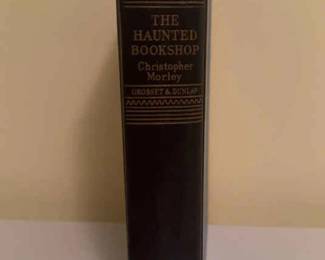 THE
HAUNTED
BOOKSHOP
Christopher
Morley
GROSSET & DUNLAP